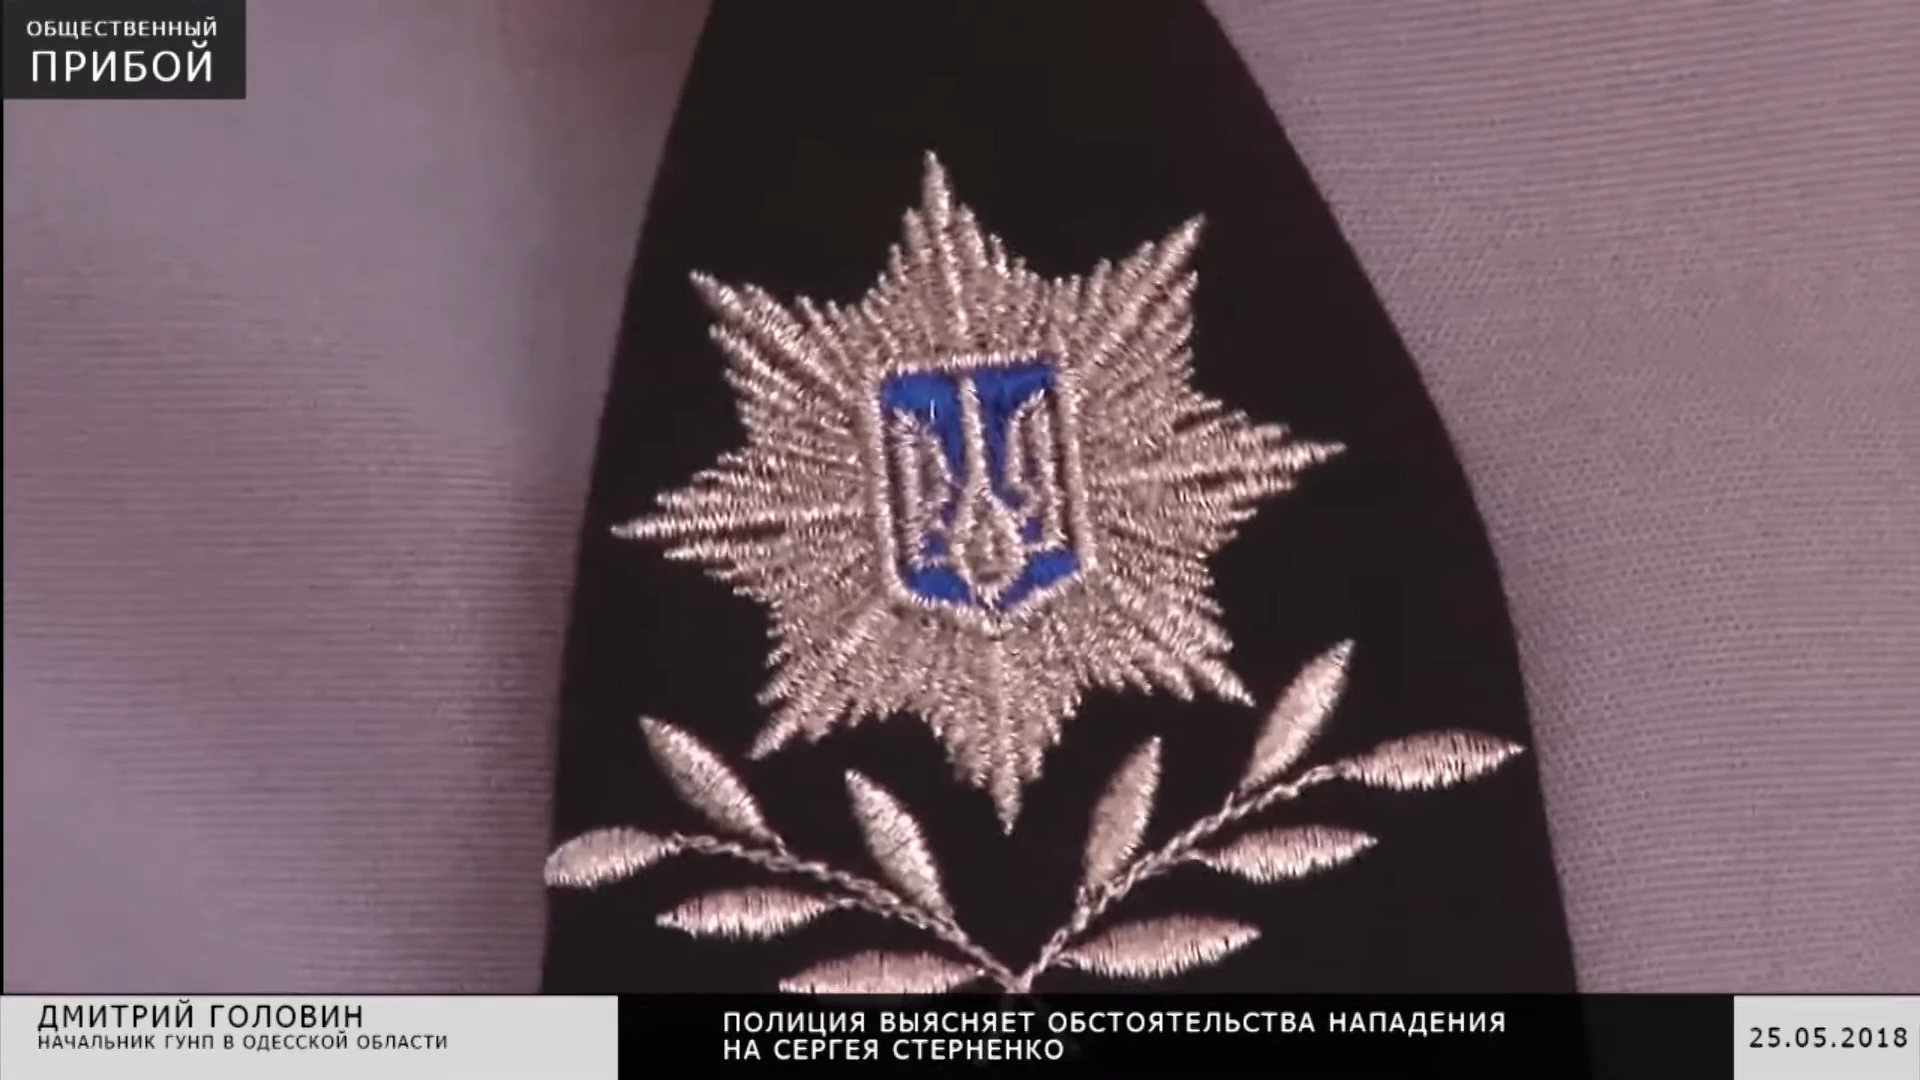 ОБЩЕСТВЕННЫЙ
ПРИБОЙ
ДМИТРИЙ ГОЛОВИН
НАЧАЛЬНИК ГУНП В ОДЕССКОЙ ОБЛАСТИ
ПОЛИЦИЯ ВЫЯСНЯЕТ ОБСТОЯТЕЛЬСТВА НАПАДЕНИЯ
НА СЕРГЕЯ СТЕРНЕНКО
25.05.2018